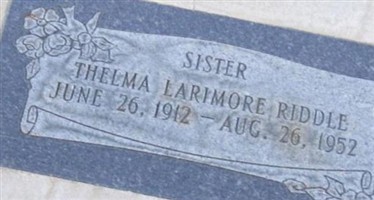 SISTER
THELMA LARIMORE RIDDLE
JUNE 26, 1912 – AUG. 26, 1952